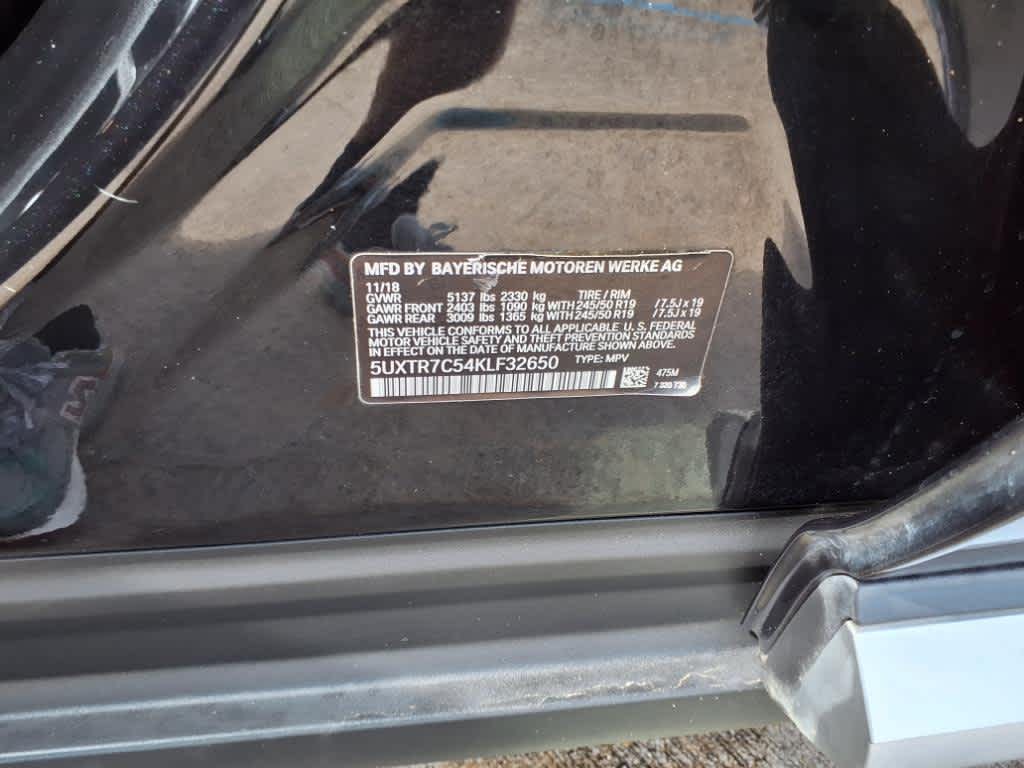 MFD BY BAYERISCHE MOTOREN WERKE AG
11/18
GVWR 5137 lbs 2330 kg TIRE / RIM
GAWR FRONT 2403 lbs 1090 kg WITH 245/50 R19 / 7.5J x 19
GAWR REAR 3009 lbs 1365 kg WITH 245/50 R19 / 7.5J x 19
THIS VEHICLE CONFORMS TO ALL APPLICABLE U. S. FEDERAL
MOTOR VEHICLE SAFETY AND THEFT PREVENTION STANDARDS
IN EFFECT ON THE DATE OF MANUFACTURE SHOWN ABOVE.
5UXTR7C54KLF32650 TYPE: MPV
475M